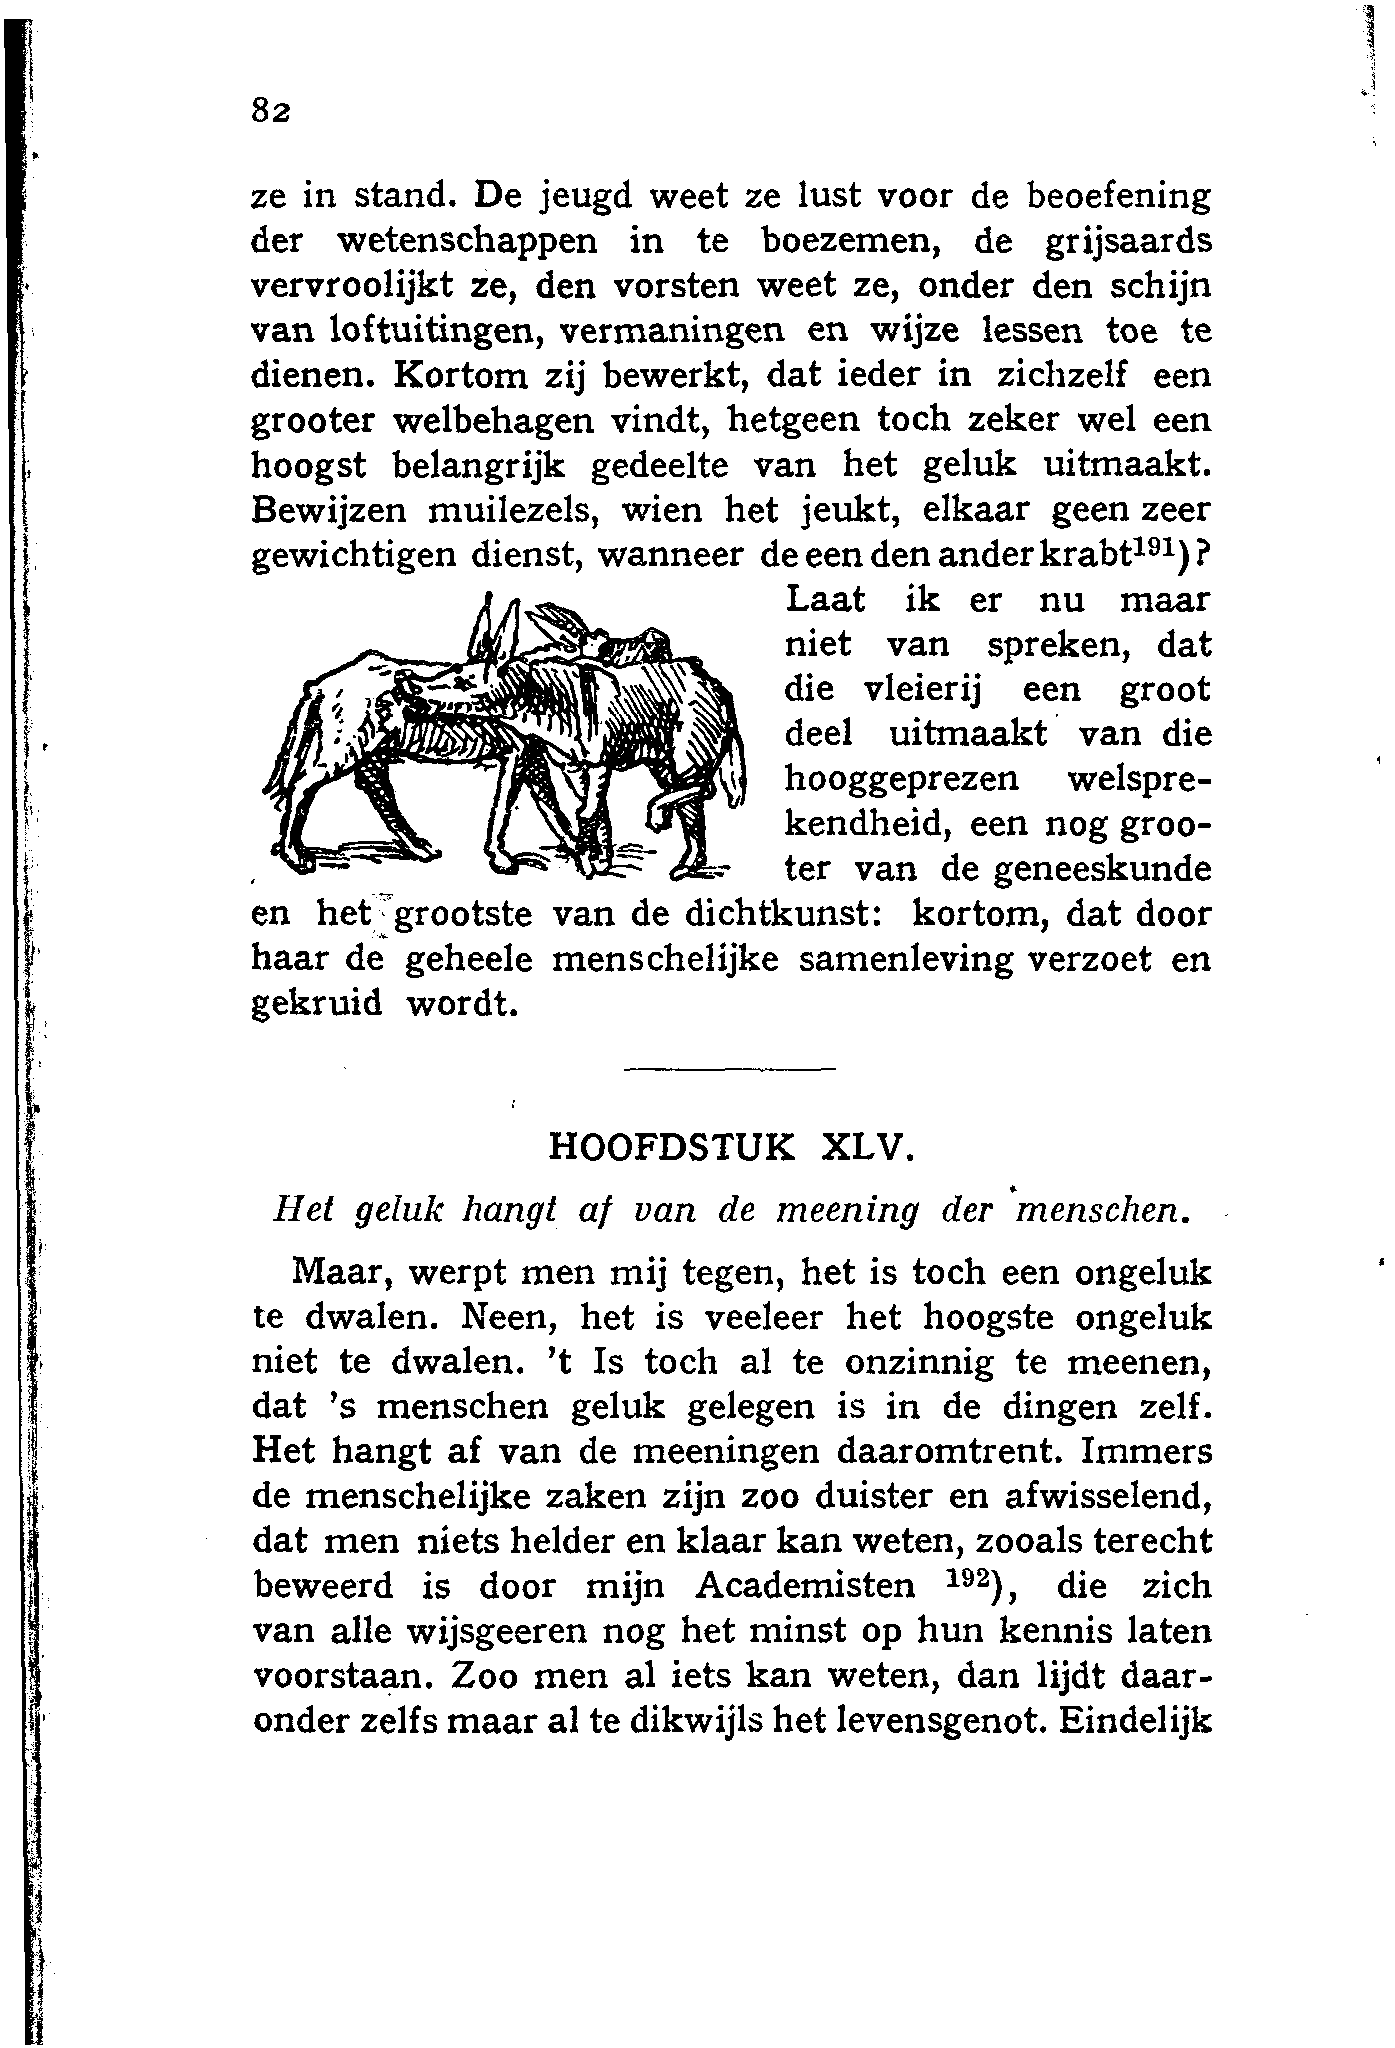 82
ze in stand. De jeugd weet ze lust voor de beoefening
der wetenschappen in te boezemen, de grijsaards
vervroolijkt ze, den vorsten weet ze, onder den schijn
van loftuitingen, vermaningen en wijze lessen toe te
dienen. Kortom zij bewerkt, dat ieder in zichzelf een
grooter welbehagen vindt, hetgeen toch zeker wel een
hoogst belangrijk gedeelte van het geluk uitmaakt.
Bewijzen muilezels, wien het jeukt, elkaar geen zeer
gewichtigen dienst, wanneer de een den ander krabt¹⁹¹)?
Laat ik er nu maar
niet van spreken, dat
die vleierij een groot
deel uitmaakt van die
hooggeprezen welspre-
kendheid, een nog groo-
ter van de geneeskunde
en het grootste van de dichtkunst: kortom, dat door
haar de geheele menschelijke samenleving verzoet en
gekruid wordt.
HOOFDSTUK XLV.
Het geluk hangt af van de meening der menschen.
Maar, werpt men mij tegen, het is toch een ongeluk
te dwalen. Neen, het is veeleer het hoogste ongeluk
niet te dwalen. 't Is toch al te onzinnig te meenen,
dat 's menschen geluk gelegen is in de dingen zelf.
Het hangt af van de meeningen daaromtrent. Immers
de menschelijke zaken zijn zoo duister en afwisselend,
dat men niets helder en klaar kan weten, zooals terecht
beweerd is door mijn Academisten ¹⁹²), die zich
van alle wijsgeeren nog het minst op hun kennis laten
voorstaan. Zoo men al iets kan weten, dan lijdt daar-
onder zelfs maar al te dikwijls het levensgenot. Eindelijk